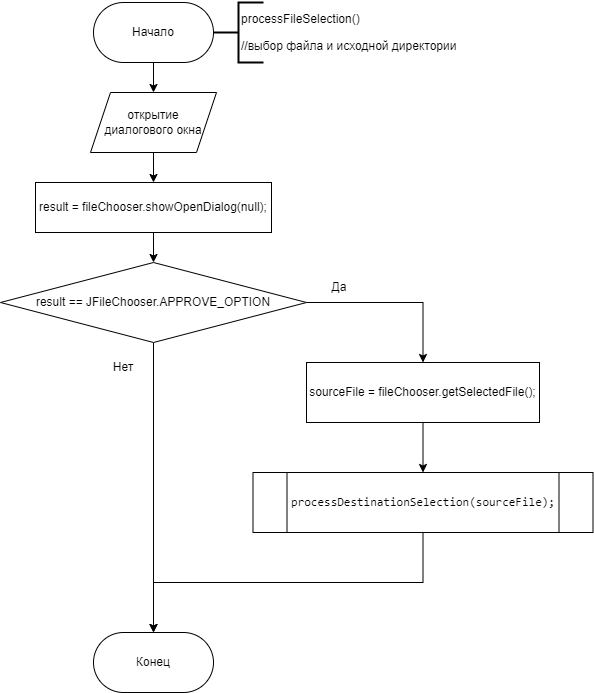 Начало
processFileSelection()
//выбор файла и исходной директории
открытие
диалогового окна
result = fileChooser.showOpenDialog(null);
result == JFileChooser.APPROVE_OPTION
Да
Нет
sourceFile = fileChooser.getSelectedFile();
processDestinationSelection(sourceFile);
Конец